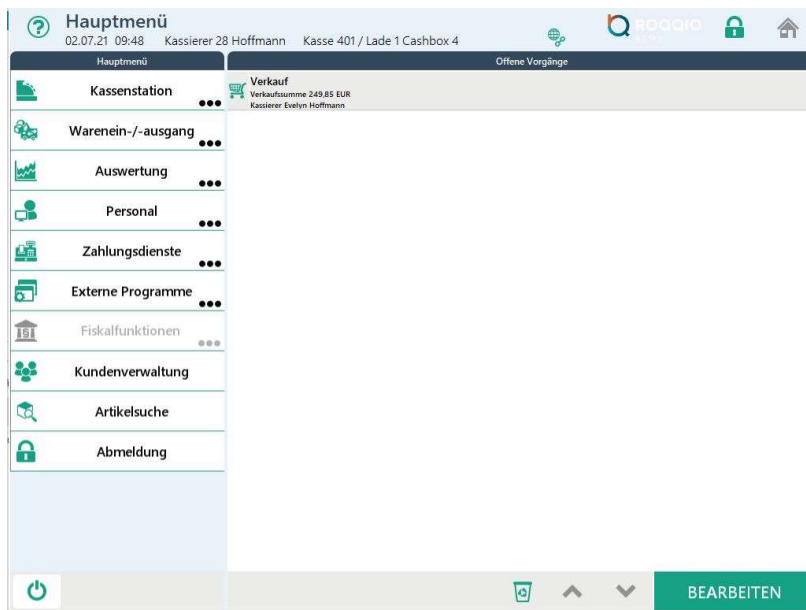 Hauptmenü
02.07.21 09:48 Kassierer 28 Hoffmann Kasse 401 / Lade 1 Cashbox 4
ROQQIO
Hauptmenü
Offene Vorgänge
Kassenstation
Verkauf
Verkaufssumme 249,85 EUR
Kassierer Evelyn Hoffmann
Warenein-/-ausgang
Auswertung
Personal
Zahlungsdienste
Externe Programme
Fiskalfunktionen
Kundenverwaltung
Artikelsuche
Abmeldung
BEARBEITEN